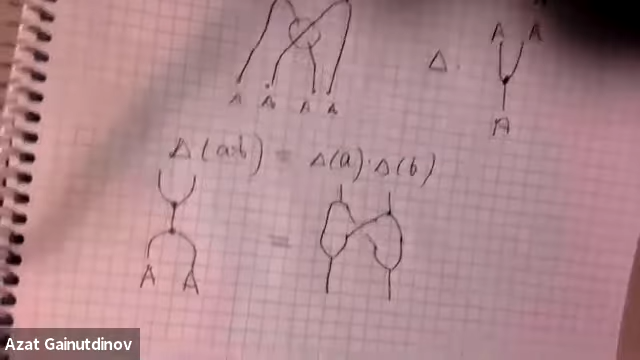 A A
Δ.
A A A A
A
Δ(ab) = Δ(a)·Δ(b)
=
A A
Azat Gainutdinov